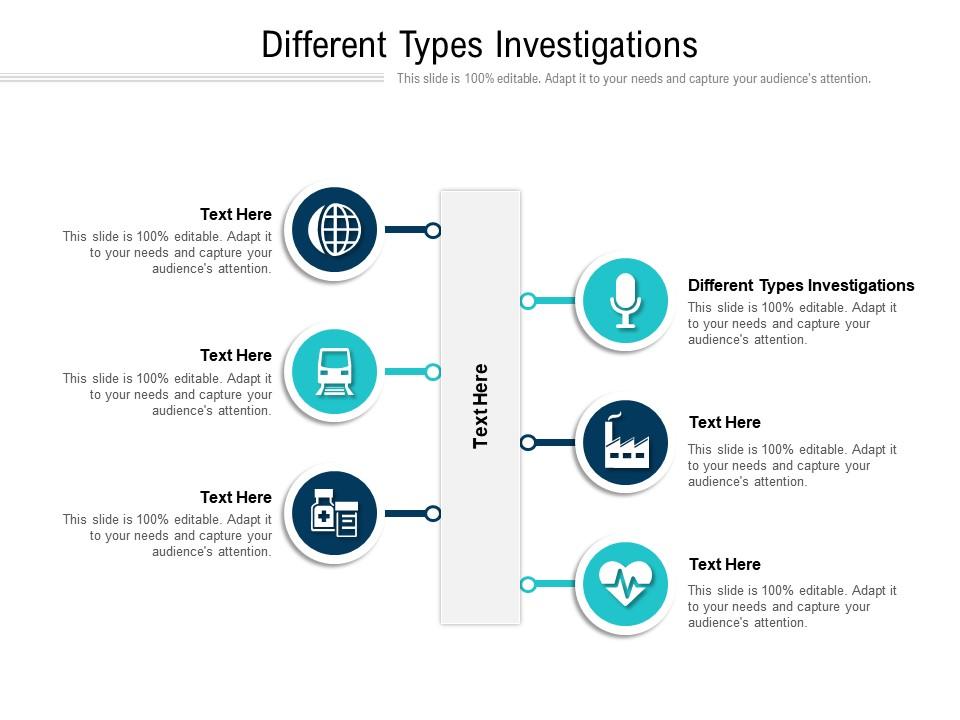 Different Types Investigations
This slide is 100% editable. Adapt it to your needs and capture your audience's attention.
Text Here
This slide is 100% editable. Adapt it
to your needs and capture your
audience's attention.
Text Here
This slide is 100% editable. Adapt it
to your needs and capture your
audience's attention.
Text Here
This slide is 100% editable. Adapt it
to your needs and capture your
audience's attention.
Text Here
Different Types Investigations
This slide is 100% editable. Adapt it
to your needs and capture your
audience's attention.
Text Here
This slide is 100% editable. Adapt it
to your needs and capture your
audience's attention.
Text Here
This slide is 100% editable. Adapt it
to your needs and capture your
audience's attention.